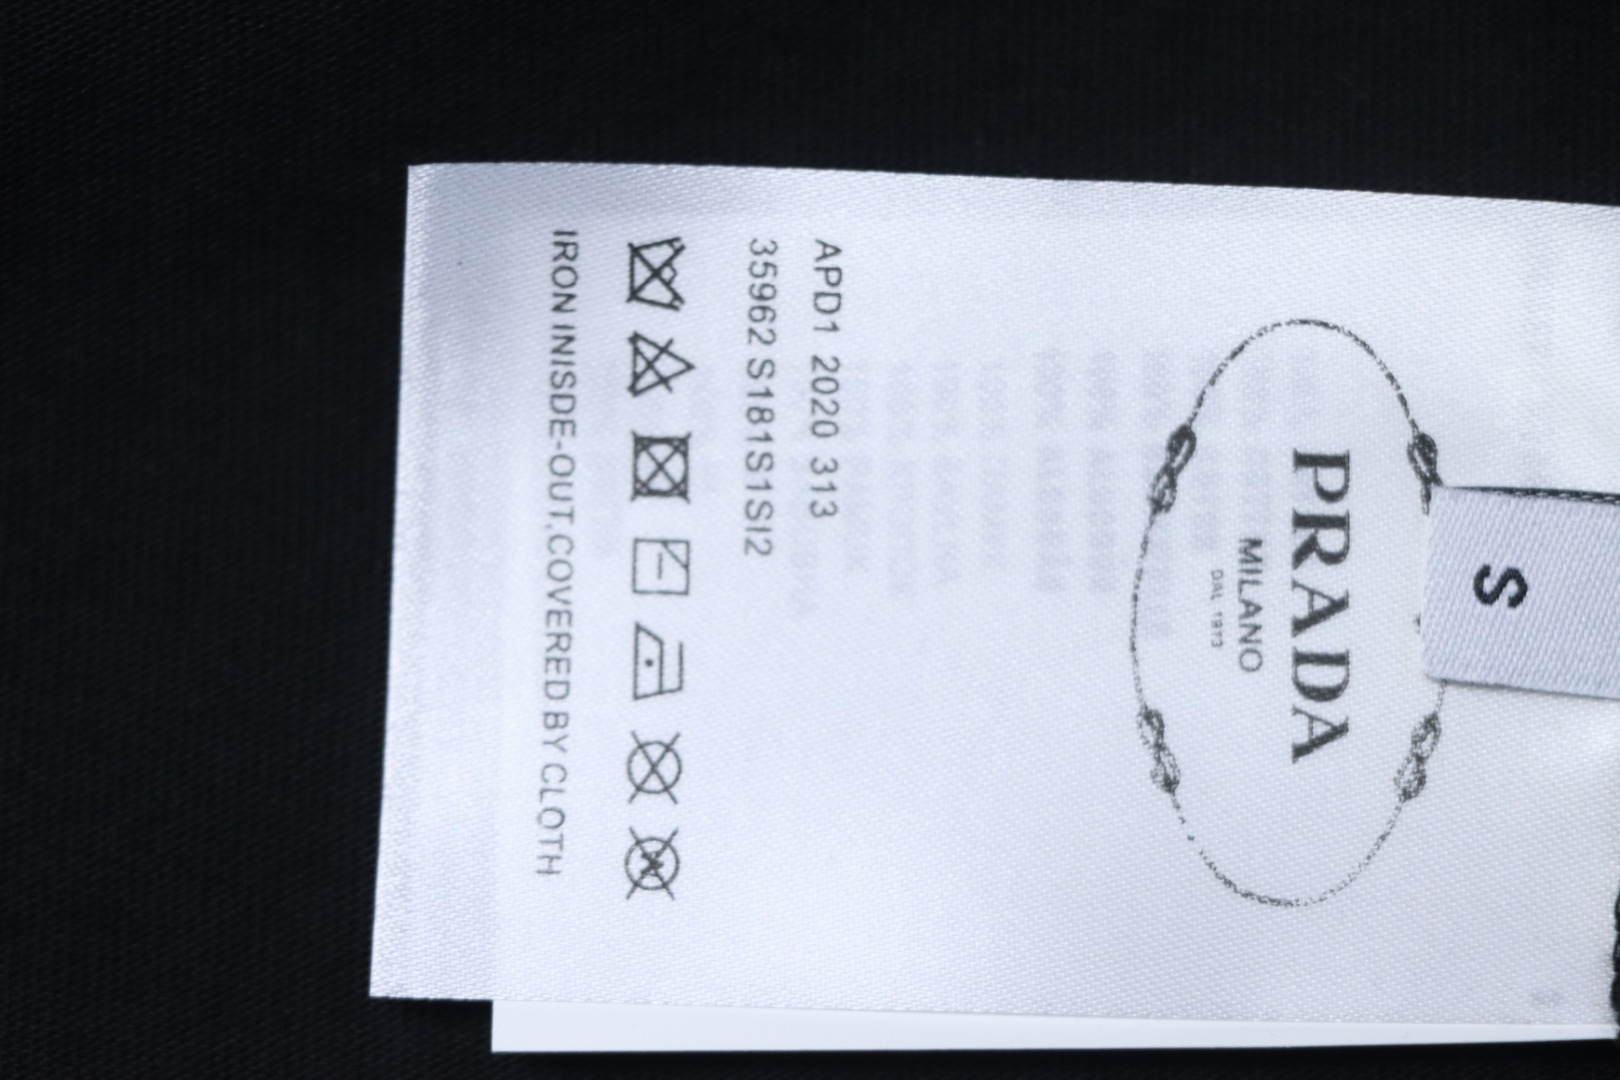 S
PRADA
MILANO
DAL 1913
APD1 2020 313
35962 S181S1SI2
IRON INISDE-OUT,COVERED BY CLOTH